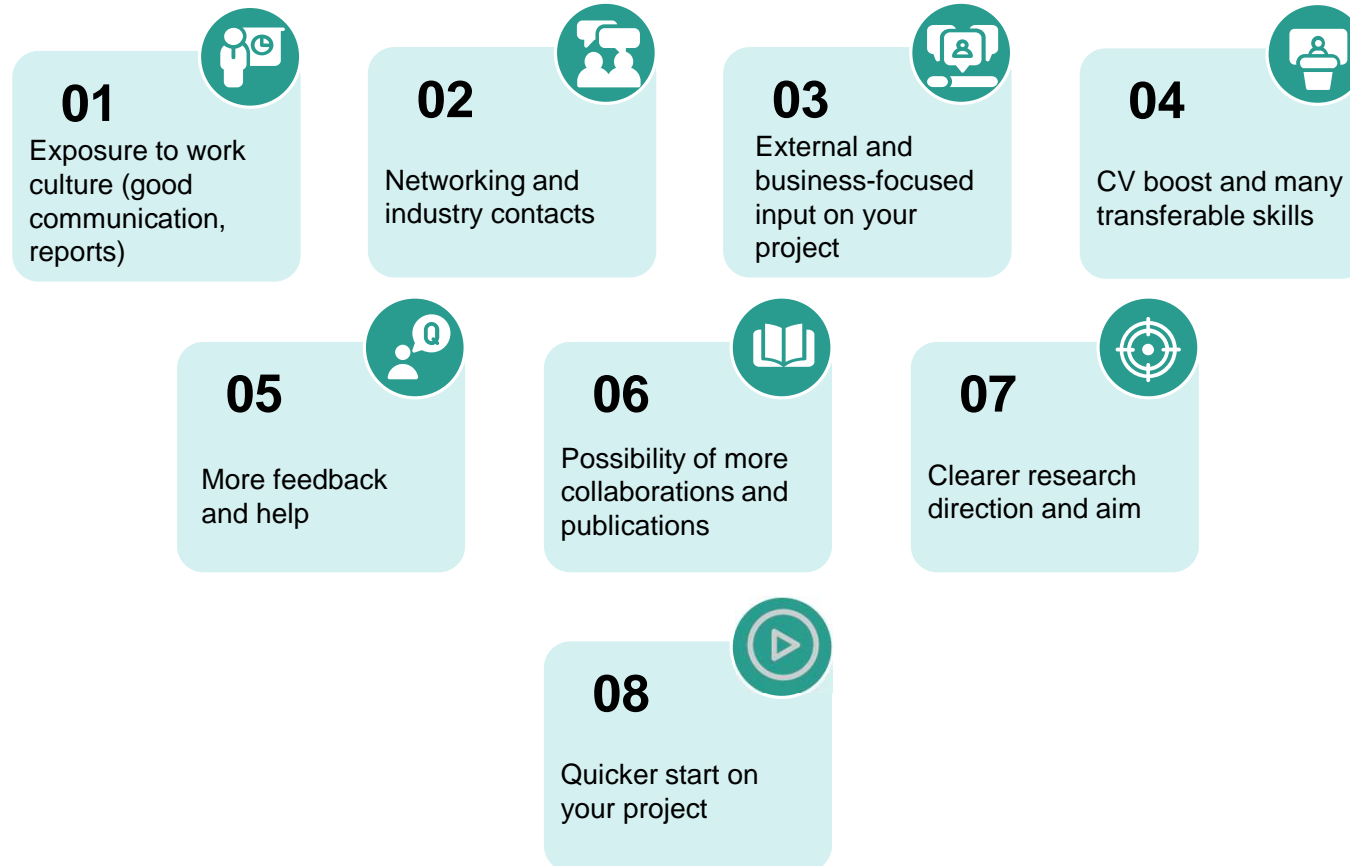 01
Exposure to work
culture (good
communication,
reports)
02
Networking and
industry contacts
03
External and
business-focused
input on your
project
04
CV boost and many
transferable skills
05
Q
More feedback
and help
06
Possibility of more
collaborations and
publications
07
Clearer research
direction and aim
08
Quicker start on
your project